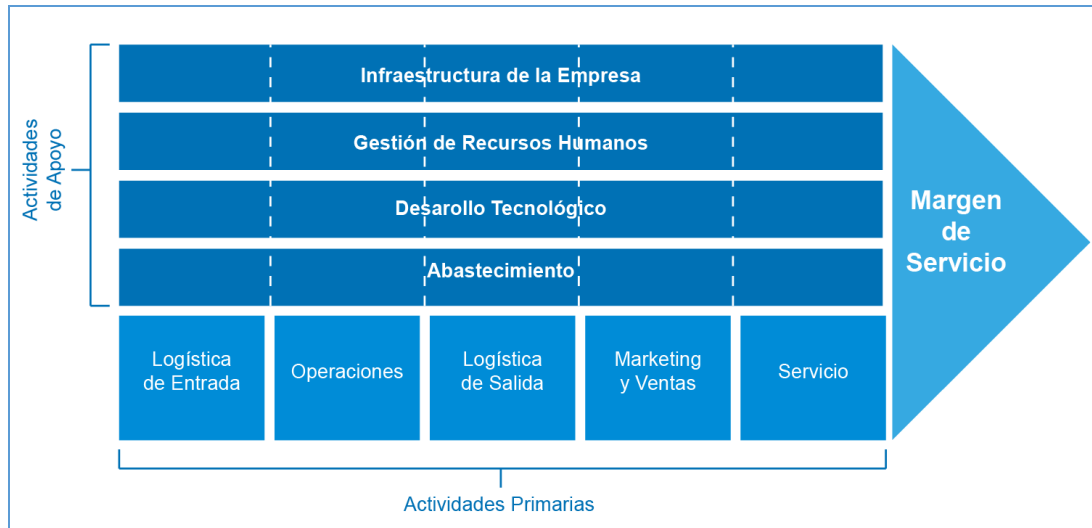 Actividades
de Apoyo
Infraestructura de la Empresa
Gestión de Recursos Humanos
Desarollo Tecnológico
Abastecimiento
Logística
de Entrada
Operaciones
Logística
de Salida
Marketing
y Ventas
Servicio
Margen
de
Servicio
Actividades Primarias